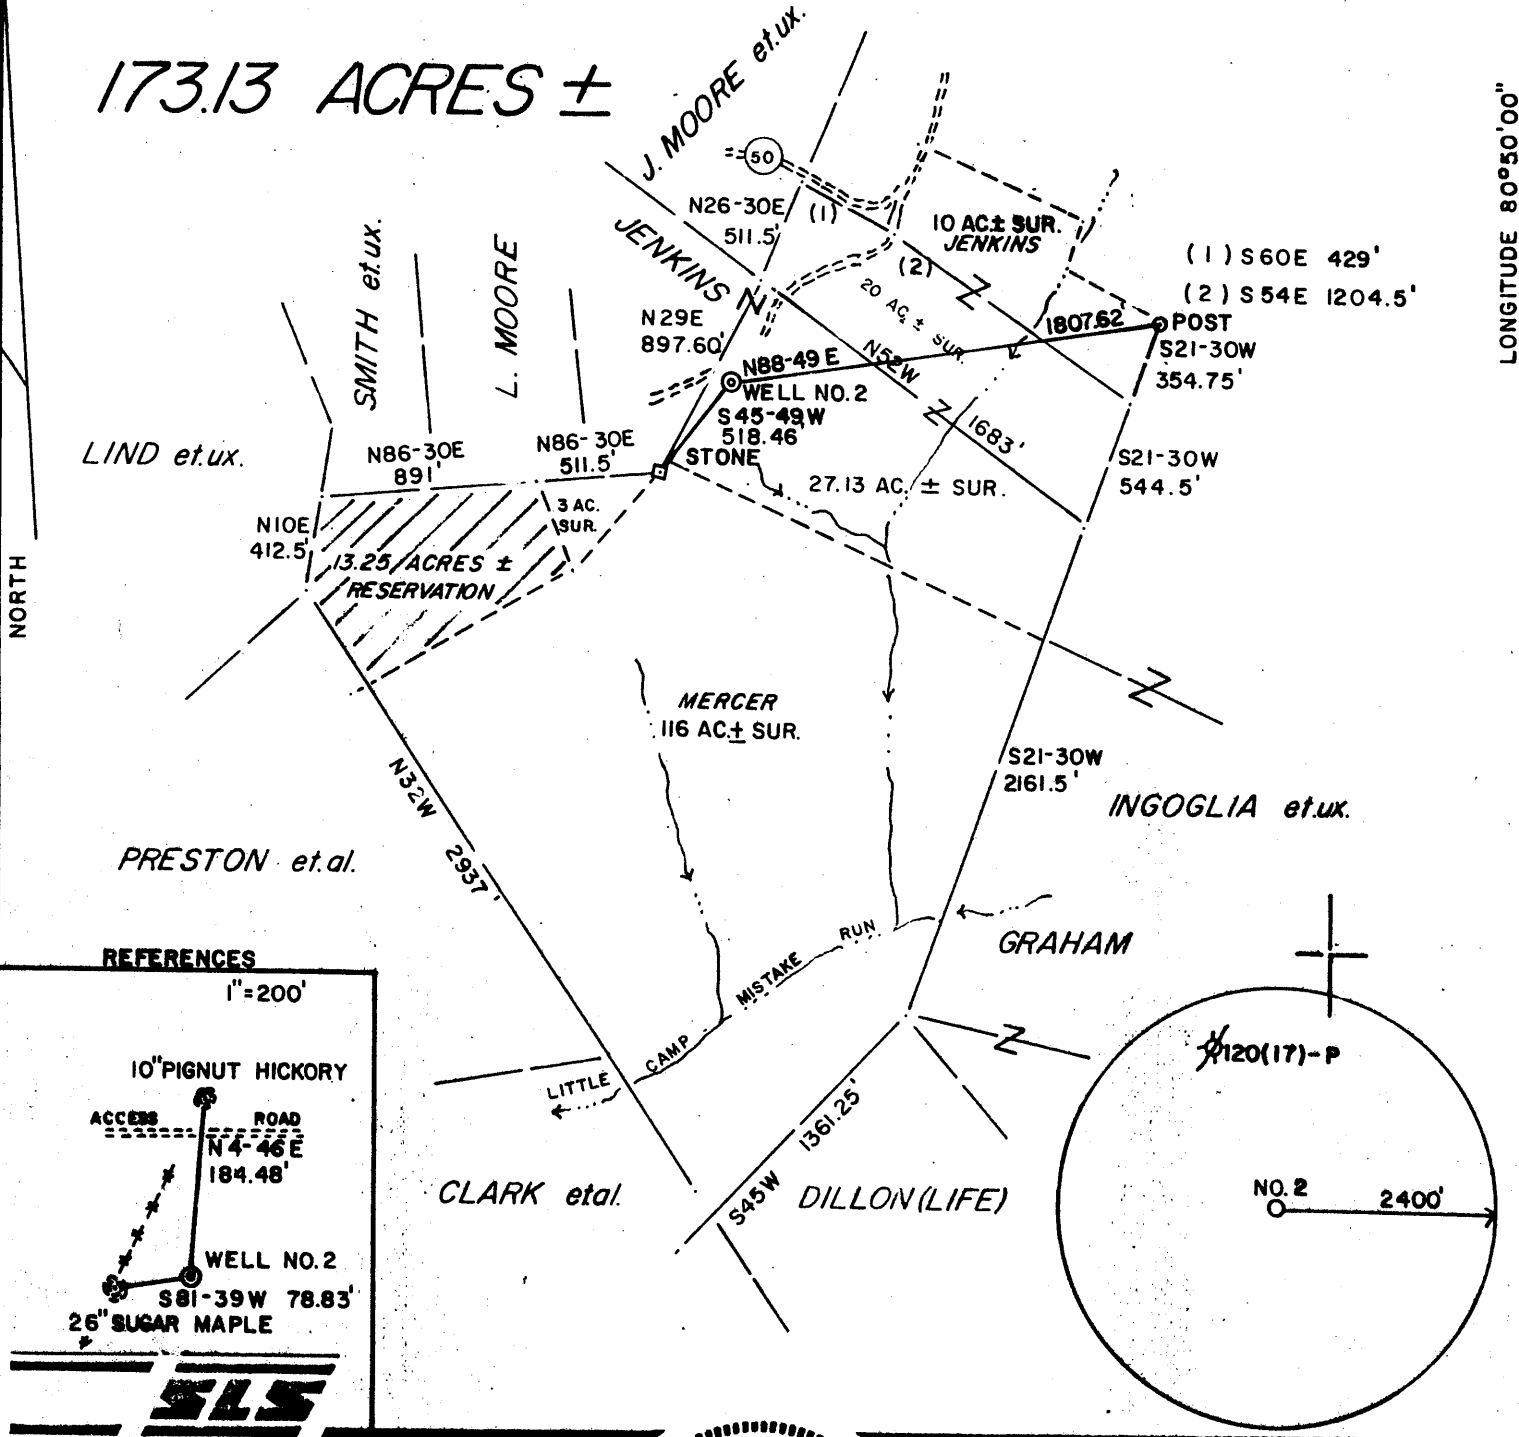 173.13 ACRES ±
J. MOORE et.ux.
50
N26-30E
511.5'
(1)
10 AC.± SUR.
JENKINS
(1) S60E 429'
(2) S54E 1204.5'
LONGITUDE 80°50'00"
SMITH et.ux.
L. MOORE
JENKINS
(2)
20 AC. ± SUR.
N29E
897.60'
1807.62'
POST
S21-30W
354.75'
N88-49E
N52W
WELL NO.2
S45-49W
518.46'
STONE
1683'
LIND et.ux.
N86-30E
891'
N86-30E
511.5'
S21-30W
544.5'
27.13 AC. ± SUR.
3 AC.
SUR.
N10E
412.5'
13.25 ACRES ±
RESERVATION
NORTH
MERCER
116 AC.± SUR.
N32W
2937'
S21-30W
2161.5'
INGOGLIA et.ux.
PRESTON et.al.
GRAHAM
LITTLE CAMP MISTAKE RUN
REFERENCES
1"=200'
10" PIGNUT HICKORY
ACCESS ROAD
N4-46E
184.48'
WELL NO.2
S81-39W 78.83'
26" SUGAR MAPLE
SLS
CLARK etal.
S45W 1361.25'
DILLON (LIFE)
120(17)-P
NO. 2
2400'